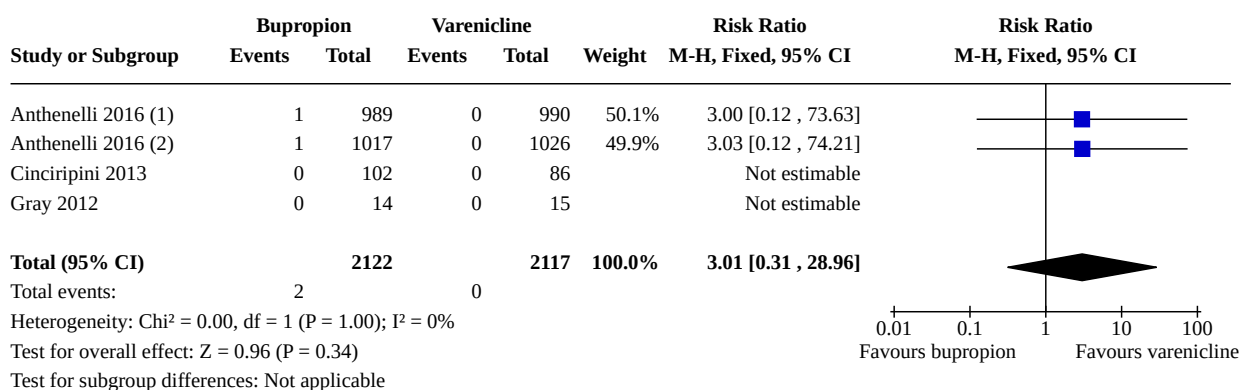 Bupropion Varenicline Risk Ratio Risk Ratio
Study or Subgroup Events Total Events Total Weight M-H, Fixed, 95% CI M-H, Fixed, 95% CI
Anthenelli 2016 (1) 1 989 0 990 50.1% 3.00 [0.12 , 73.63]
Anthenelli 2016 (2) 1 1017 0 1026 49.9% 3.03 [0.12 , 74.21]
Cinciripini 2013 0 102 0 86 Not estimable
Gray 2012 0 14 0 15 Not estimable
Total (95% CI) 2122 2117 100.0% 3.01 [0.31 , 28.96]
Total events: 2 0
Heterogeneity: Chi² = 0.00, df = 1 (P = 1.00); I² = 0%
0.01 0.1 1 10 100
Test for overall effect: Z = 0.96 (P = 0.34)
Favours bupropion Favours varenicline
Test for subgroup differences: Not applicable